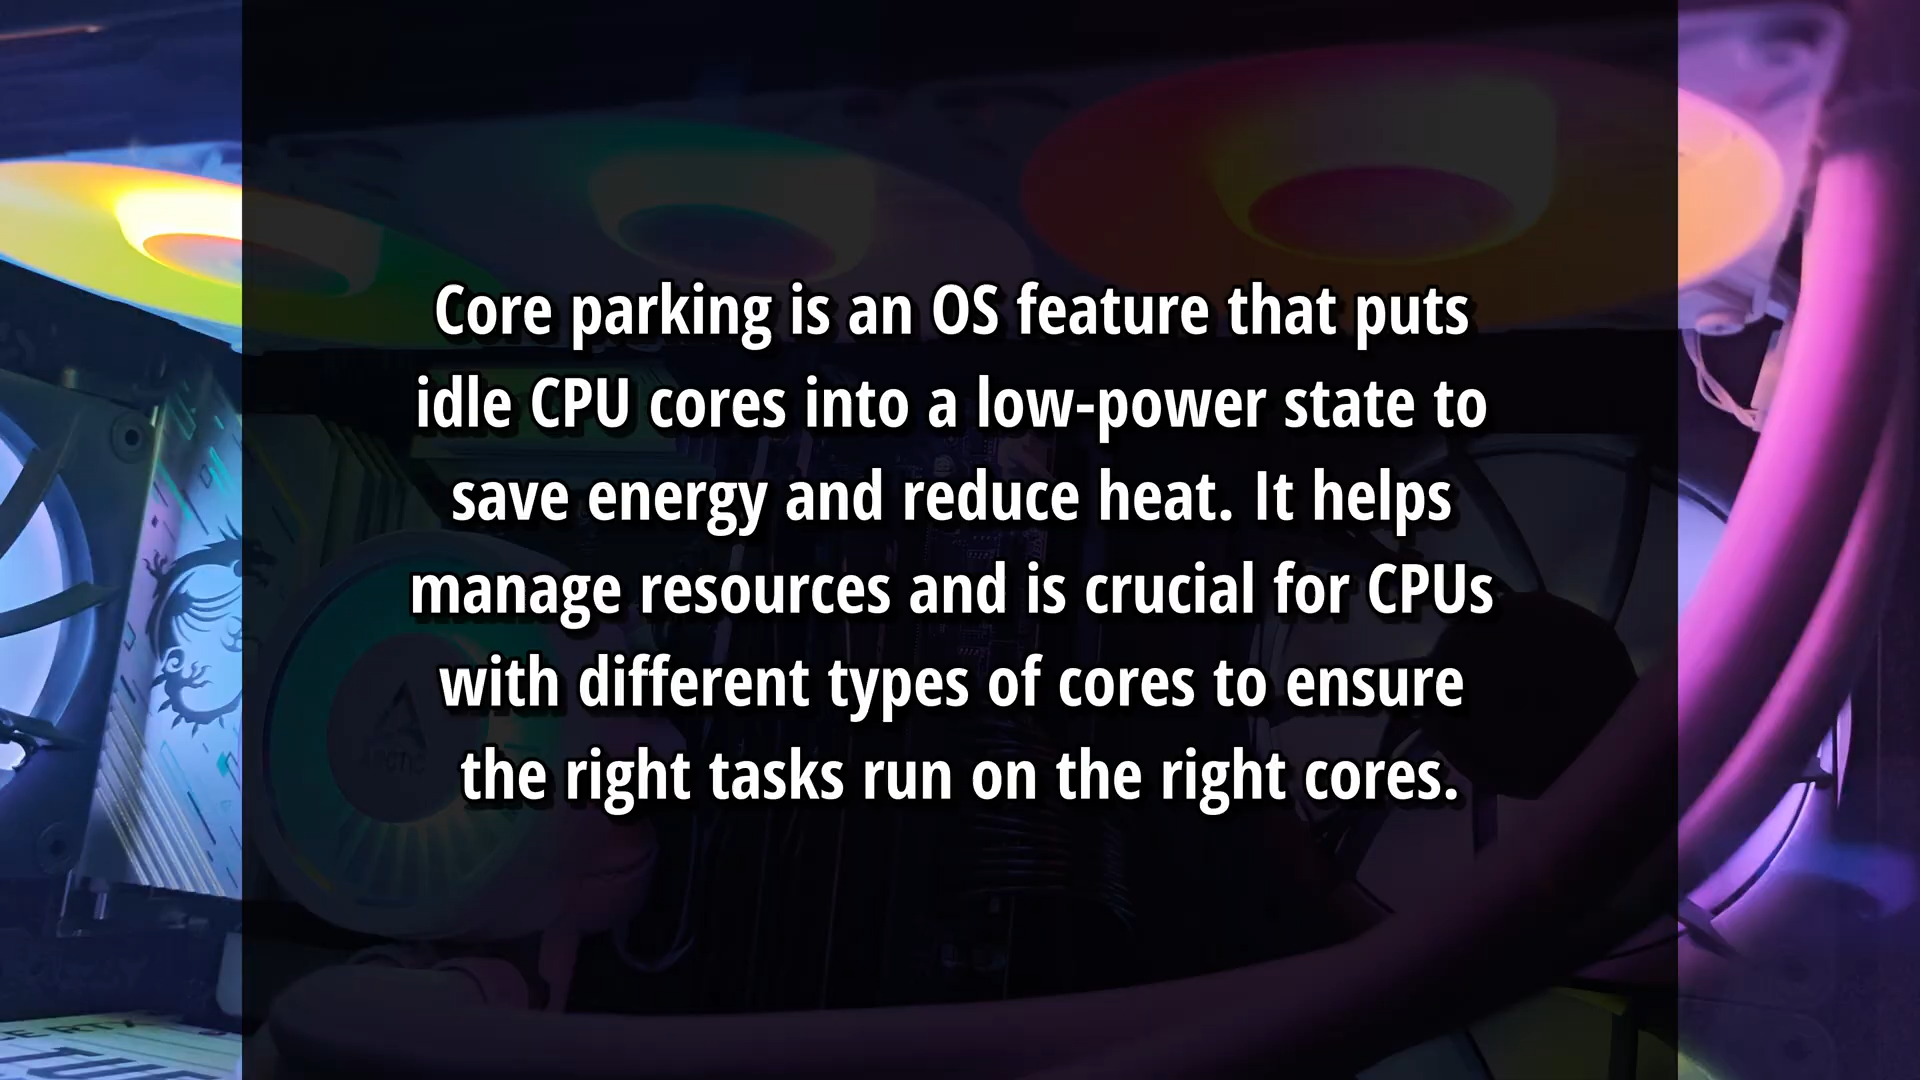 Core parking is an OS feature that puts
idle CPU cores into a low-power state to
save energy and reduce heat. It helps
manage resources and is crucial for CPUs
with different types of cores to ensure
the right tasks run on the right cores.
ARCTIC